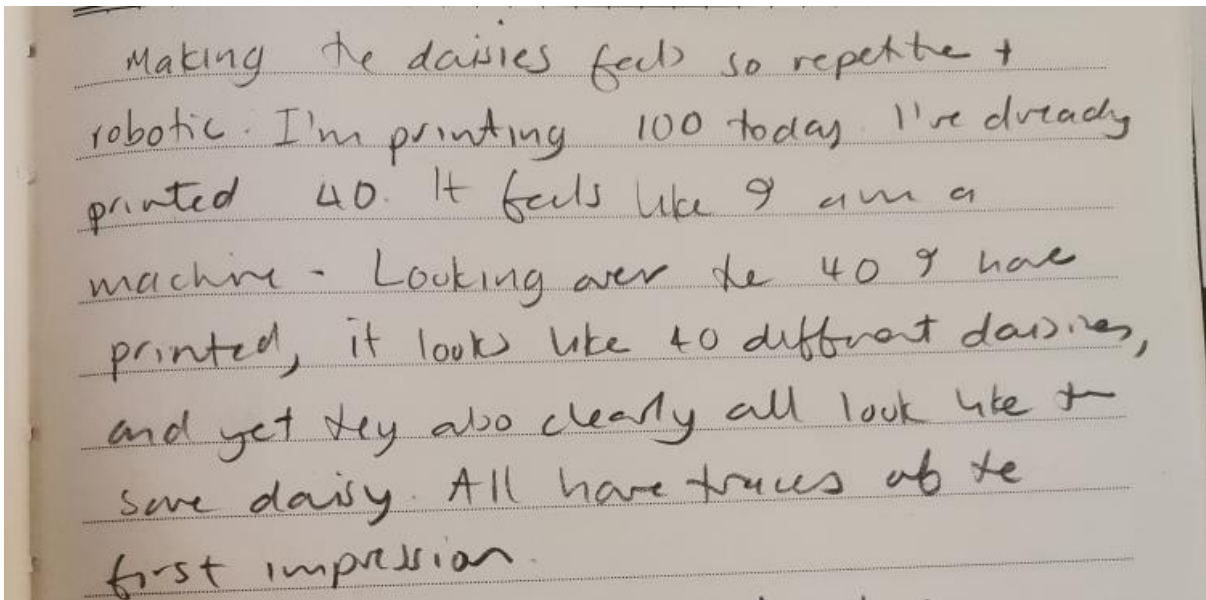 Making the daisies feels so repetitive +
robotic. I'm printing 100 today. I've already
printed 40. It feels like I am a
machine - Looking over the 40 I have
printed, it looks like 40 different daisies,
and yet they also clearly all look like the
same daisy. All have traces of the
first impression.